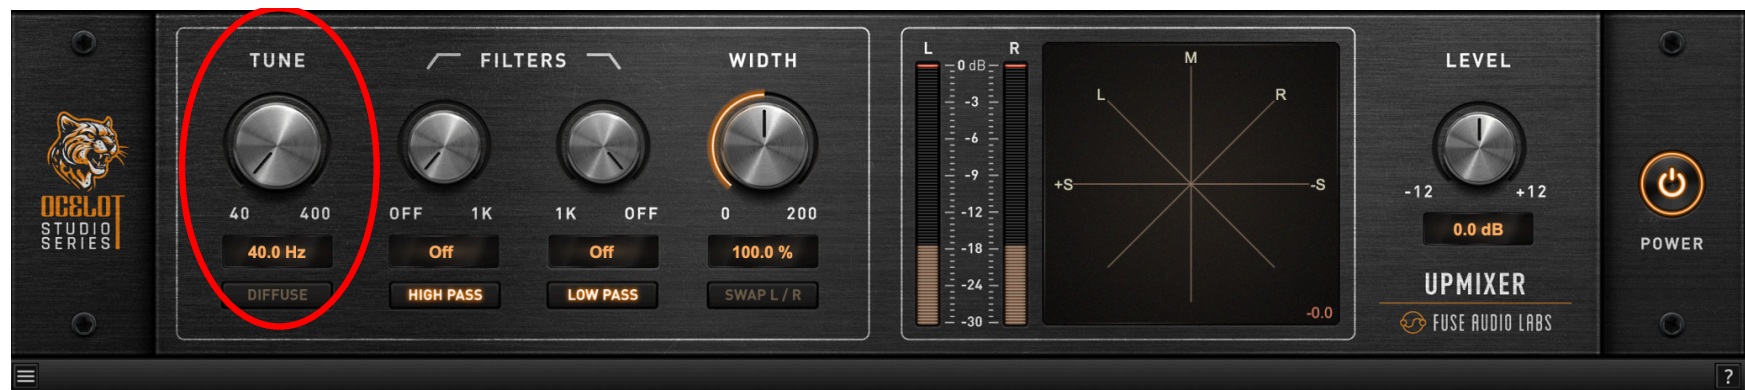 TUNE
FILTERS
WIDTH
40 400
OFF 1K
1K OFF
0 200
40.0 Hz
Off
Off
100.0 %
DIFFUSE
HIGH PASS
LOW PASS
SWAP L / R
OCELOT
STUDIO
SERIES
L R
0 dB
-3
-6
-9
-12
-18
-24
-30
M
L R
+S -S
-0.0
LEVEL
-12 +12
0.0 dB
UPMIXER
FUSE AUDIO LABS
POWER
?